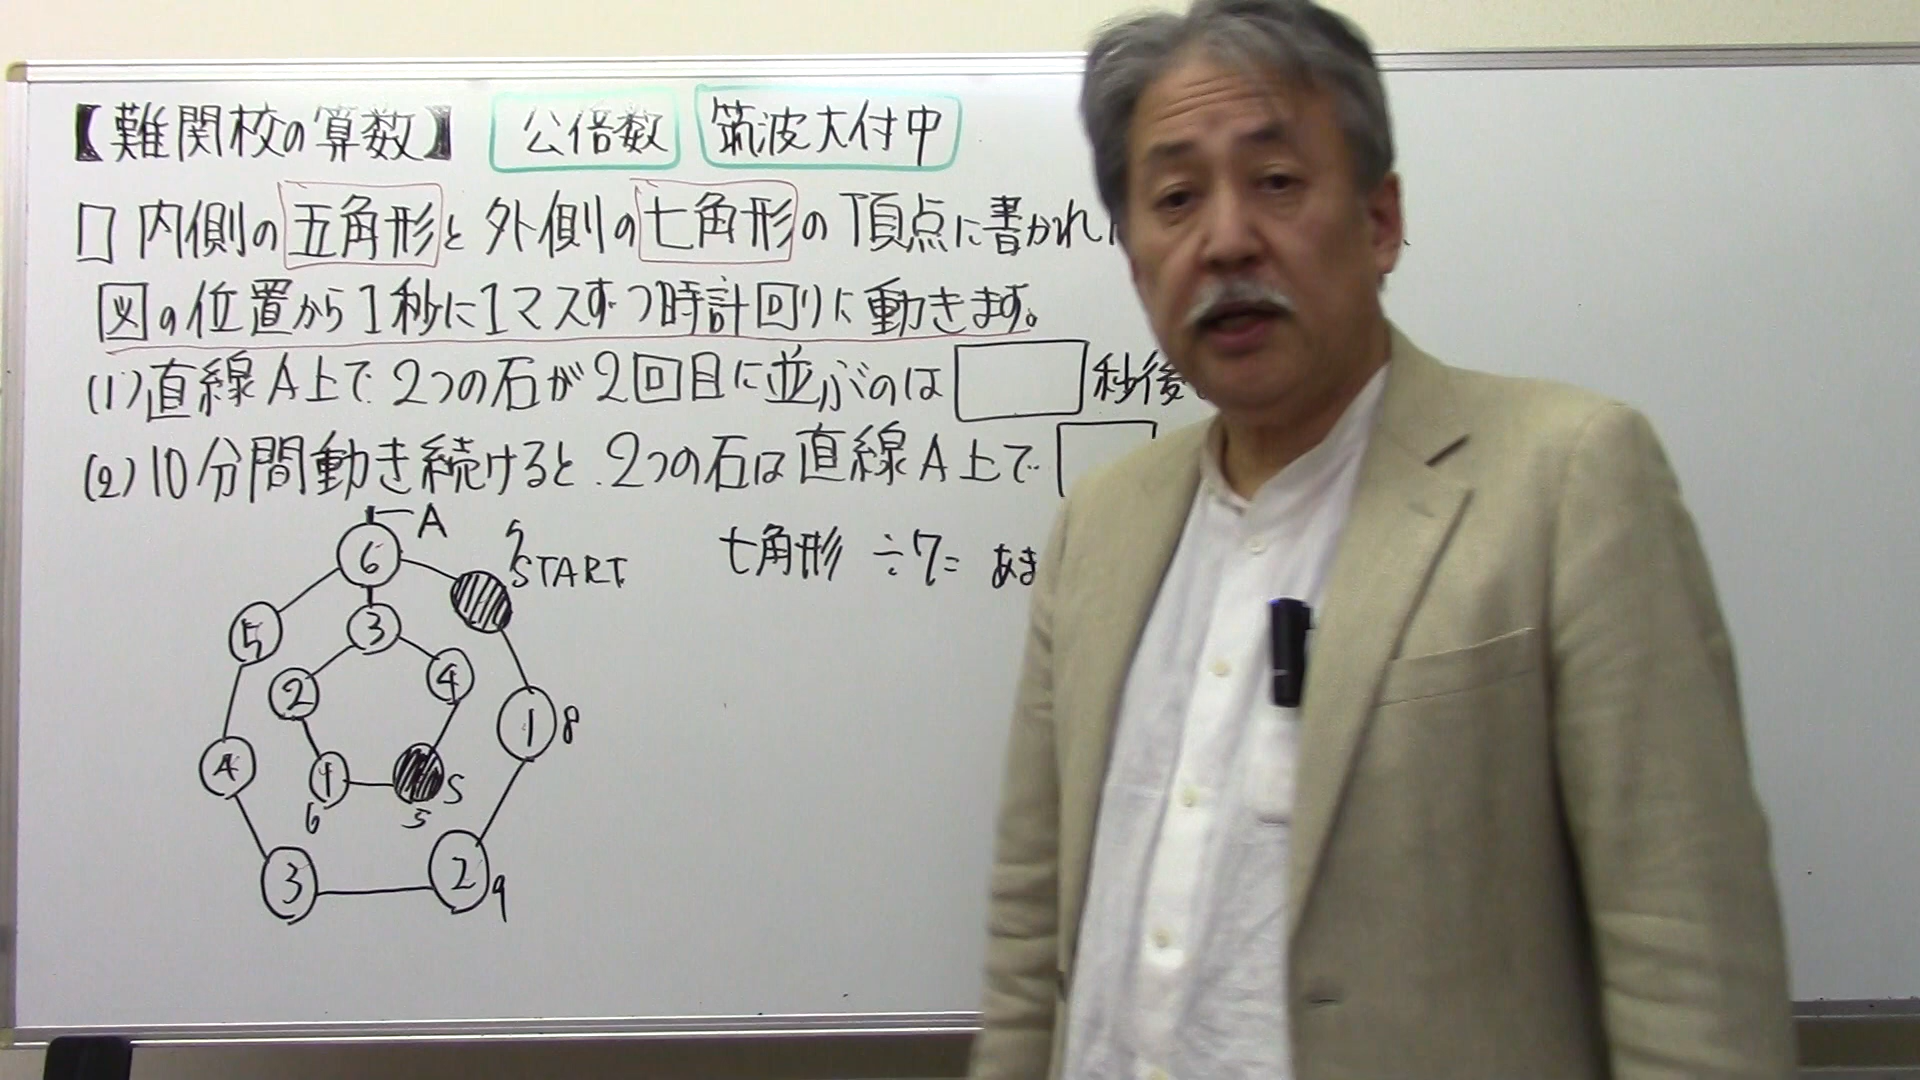 【難関校の算数】 公倍数 筑波大付中
□ 内側の五角形と外側の七角形の頂点に書かれ
図の位置から1秒に1マスずつ時計回りに動きます。
(1)直線A上で2つの石が2回目に並ぶのは 秒後
(2)10分間動き続けると、2つの石は直線A上で
A
7
START
七角形 ÷7= あま
6
5
3
2
4
1
8
4
1
S
6
5
3
2
9